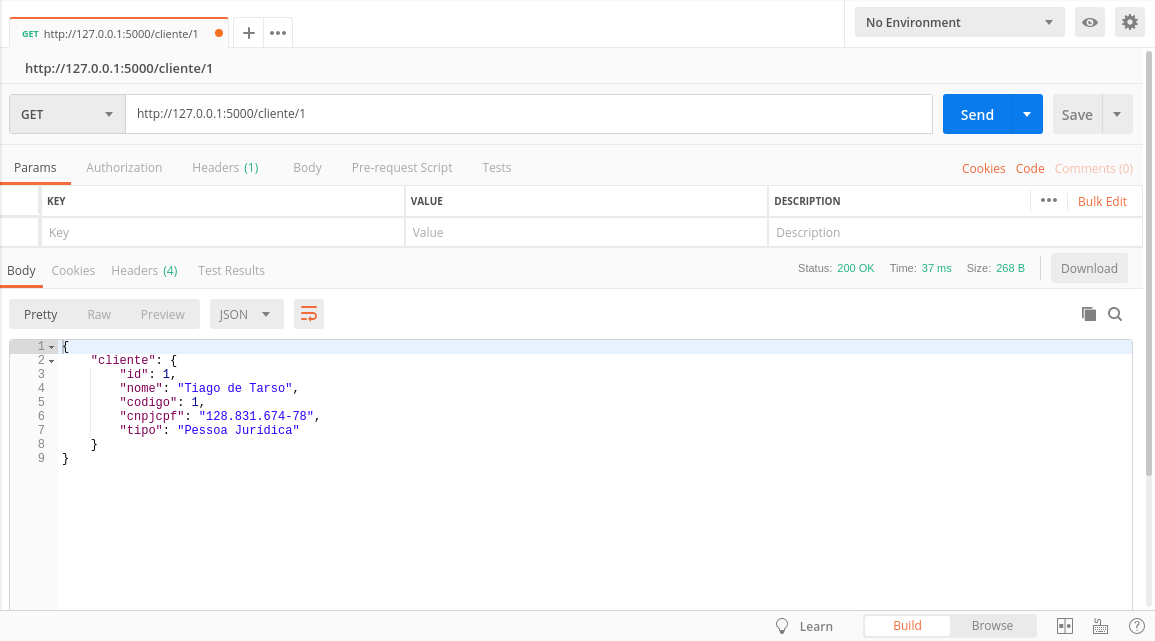 GET http://127.0.0.1:5000/cliente/1
No Environment
http://127.0.0.1:5000/cliente/1
GET http://127.0.0.1:5000/cliente/1 Send Save
Params Authorization Headers (1) Body Pre-request Script Tests Cookies Code Comments (0)
KEY VALUE DESCRIPTION Bulk Edit
Key Value Description
Body Cookies Headers (4) Test Results Status: 200 OK Time: 37 ms Size: 268 B Download
Pretty Raw Preview JSON
1 {
2 "cliente": {
3 "id": 1,
4 "nome": "Tiago de Tarso",
5 "codigo": 1,
6 "cnpjcpf": "128.831.674-78",
7 "tipo": "Pessoa Jurídica"
8 }
9 }
Learn Build Browse